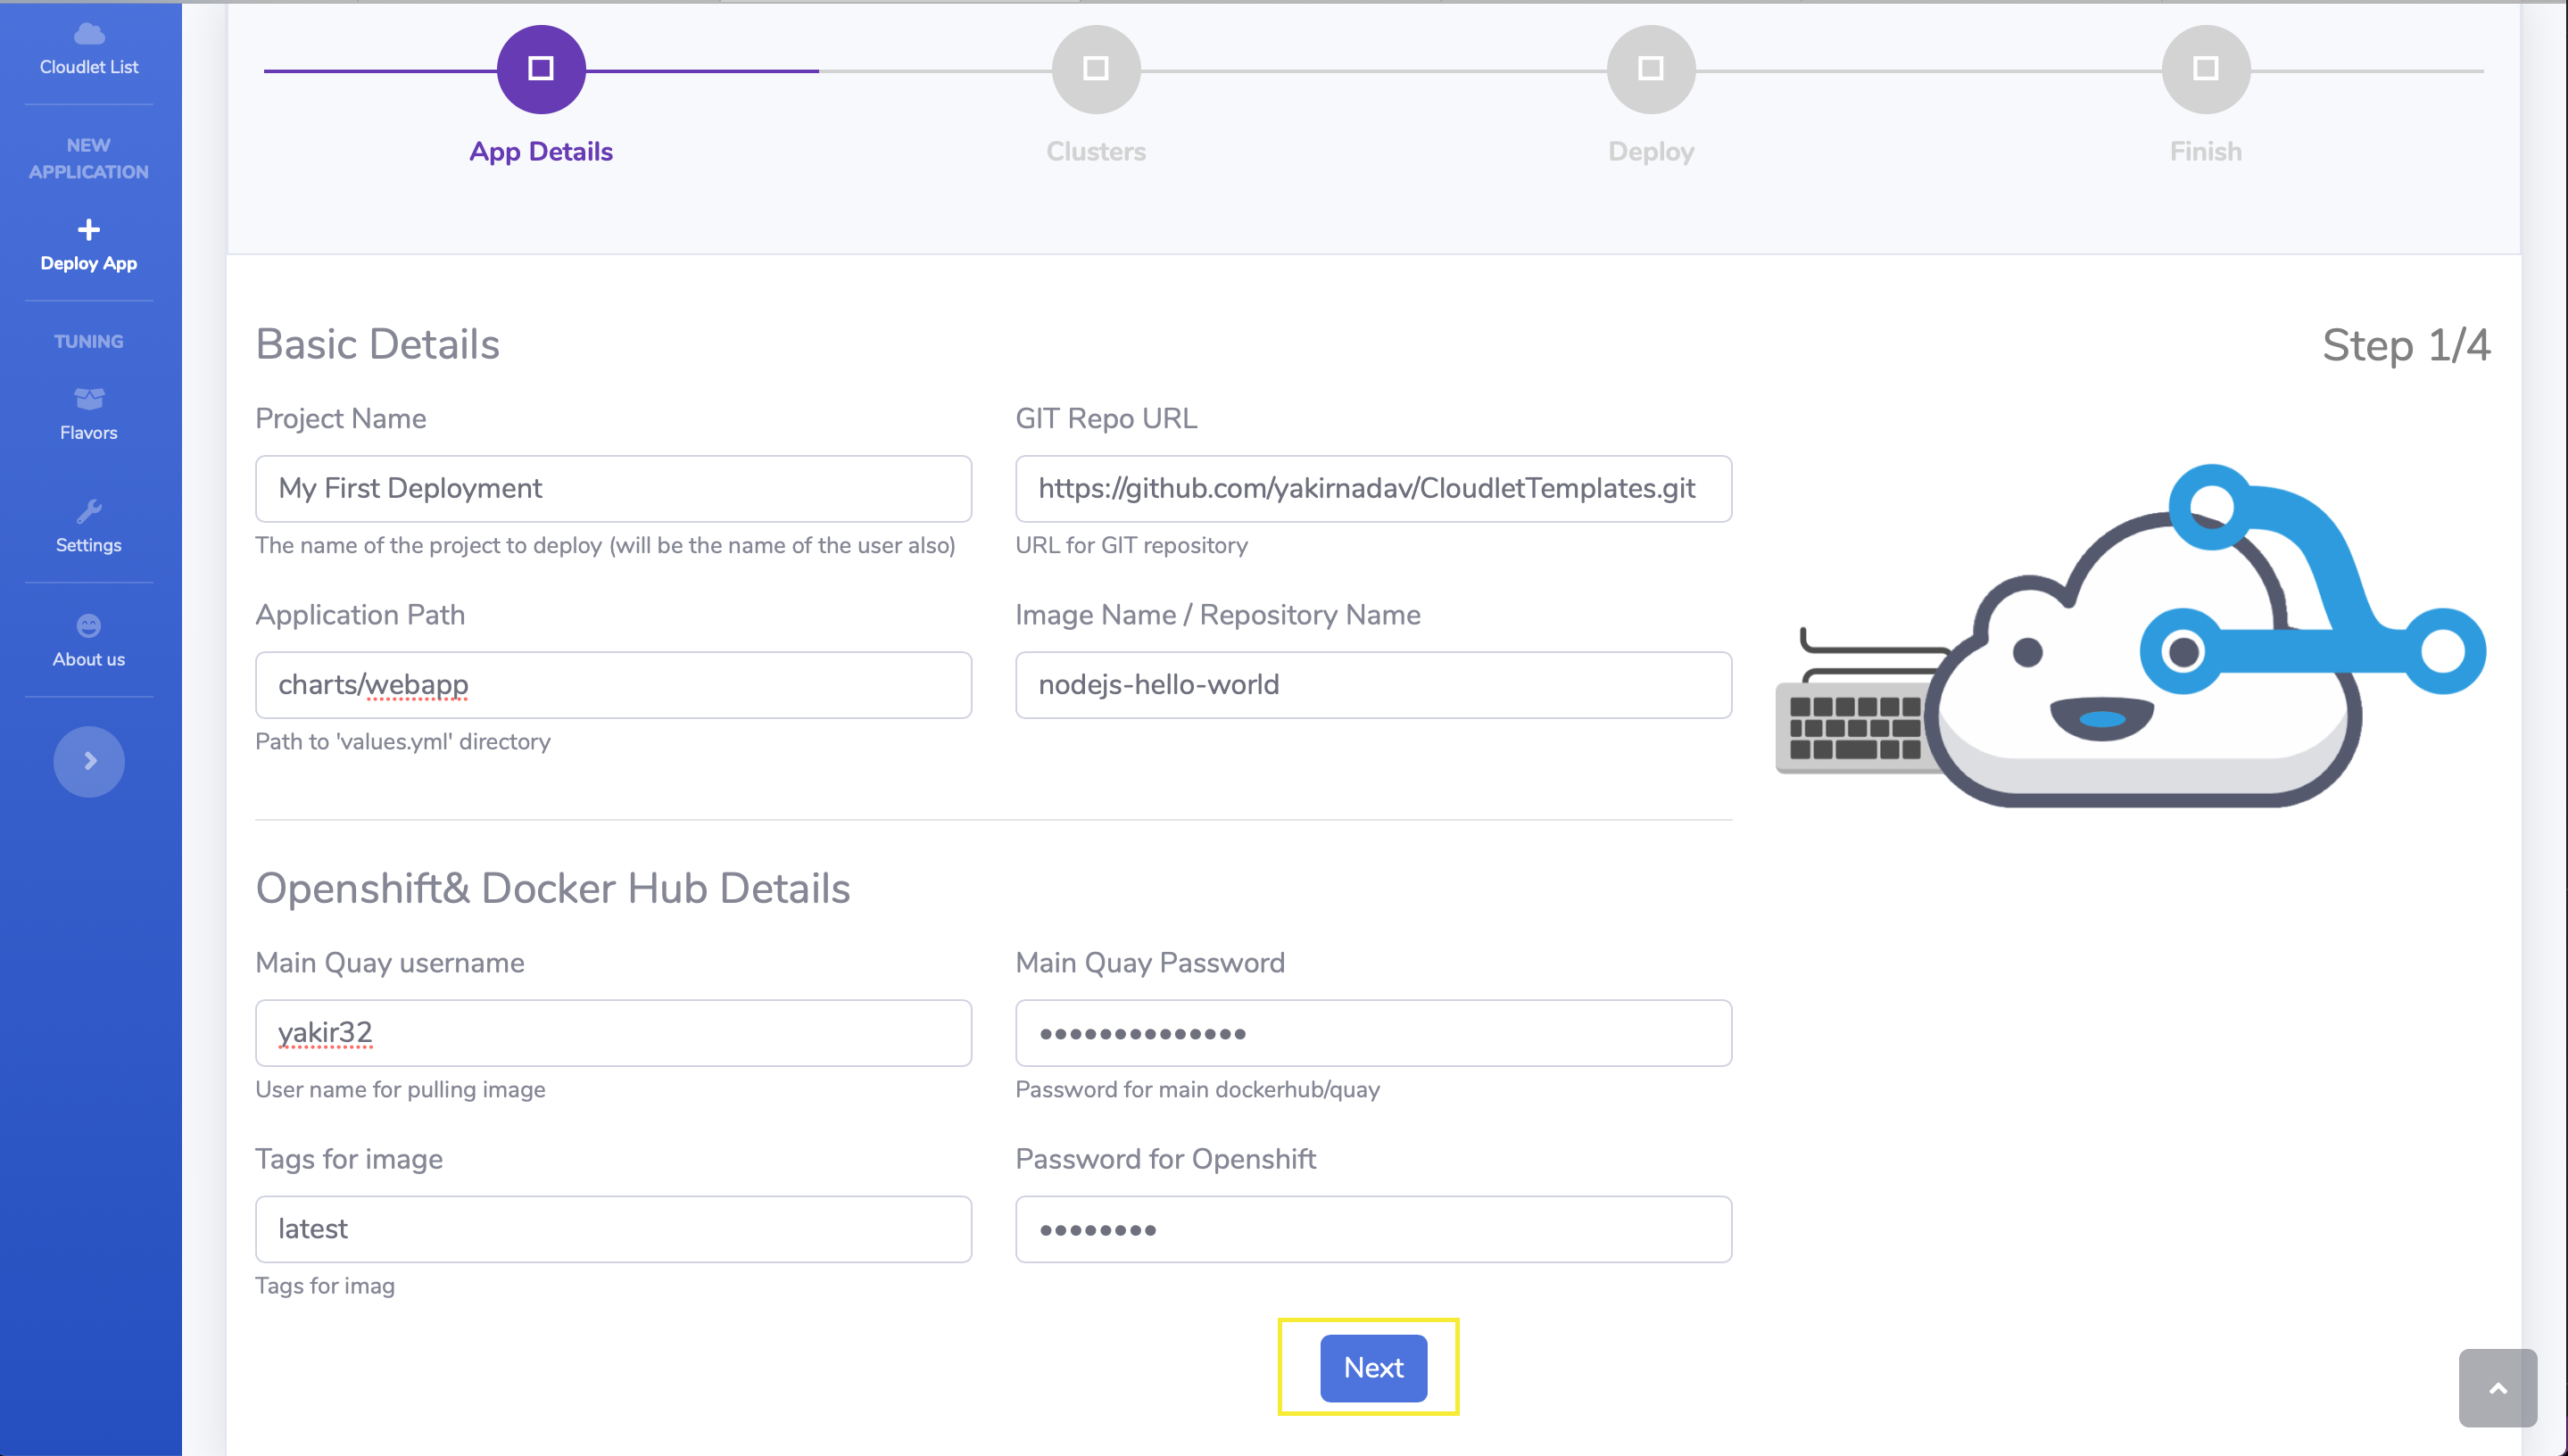 Cloudlet List
NEW
APPLICATION
Deploy App
TUNING
Flavors
Settings
About us
App Details
Clusters
Deploy
Finish
Basic Details
Step 1/4
Project Name
GIT Repo URL
My First Deployment
https://github.com/yakirnadav/CloudletTemplates.git
The name of the project to deploy (will be the name of the user also)
URL for GIT repository
Application Path
Image Name / Repository Name
charts/webapp
nodejs-hello-world
Path to 'values.yml' directory
Openshift& Docker Hub Details
Main Quay username
Main Quay Password
yakir32
••••••••••••••
User name for pulling image
Password for main dockerhub/quay
Tags for image
Password for Openshift
latest
••••••••
Tags for imag
Next